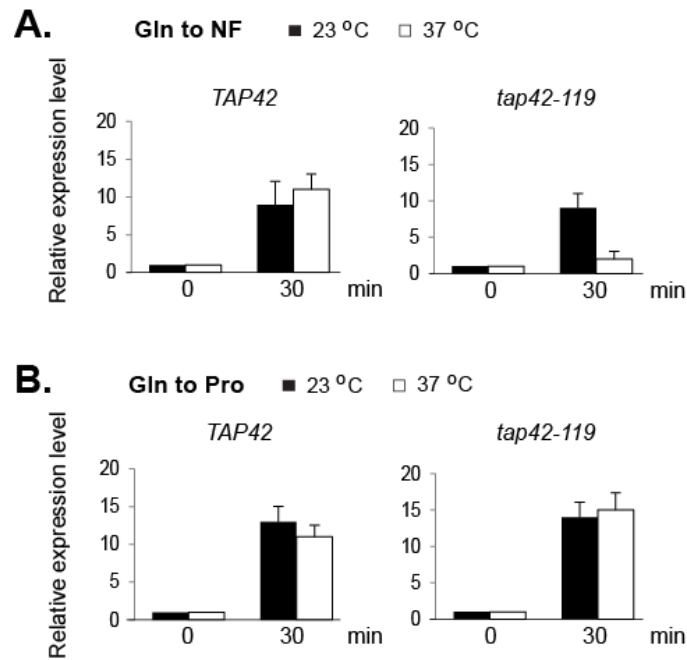 A. Gln to NF ■ 23 °C □ 37 °C
TAP42 tap42-119
Relative expression level
20 20
15 15
10 10
5 5
0 0
0 30 min 0 30 min
B. Gln to Pro ■ 23 °C □ 37 °C
TAP42 tap42-119
Relative expression level
20 20
15 15
10 10
5 5
0 0
0 30 min 0 30 min